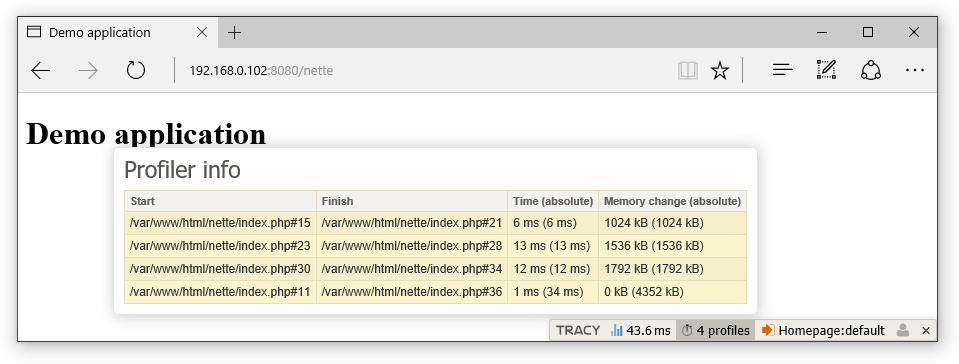 Demo application
192.168.0.102:8080/nette
Demo application
Profiler info
Start Finish Time (absolute) Memory change (absolute)
/var/www/html/nette/index.php#15 /var/www/html/nette/index.php#21 6 ms (6 ms) 1024 kB (1024 kB)
/var/www/html/nette/index.php#23 /var/www/html/nette/index.php#28 13 ms (13 ms) 1536 kB (1536 kB)
/var/www/html/nette/index.php#30 /var/www/html/nette/index.php#34 12 ms (12 ms) 1792 kB (1792 kB)
/var/www/html/nette/index.php#11 /var/www/html/nette/index.php#36 1 ms (34 ms) 0 kB (4352 kB)
TRACY 43.6 ms 4 profiles Homepage:default